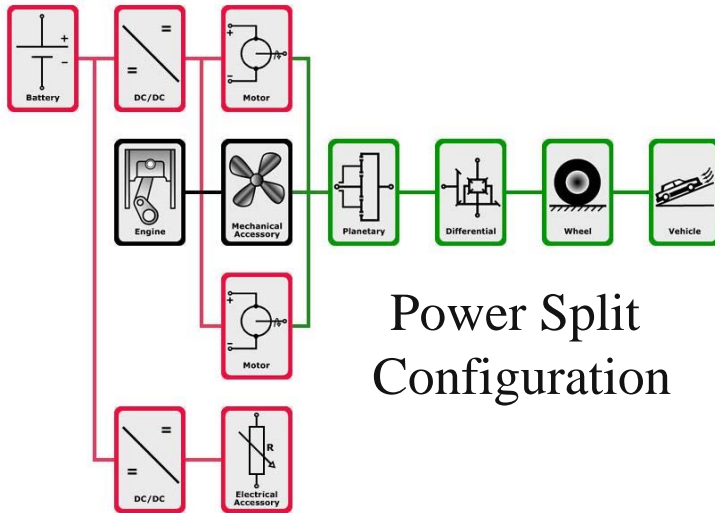 +
−
Battery
=
=
DC/DC
+
−
Motor
Engine
Mechanical
Accessory
Planetary
Differential
Wheel
Vehicle
+
−
Motor
Power Split
Configuration
=
=
DC/DC
R
Electrical
Accessory